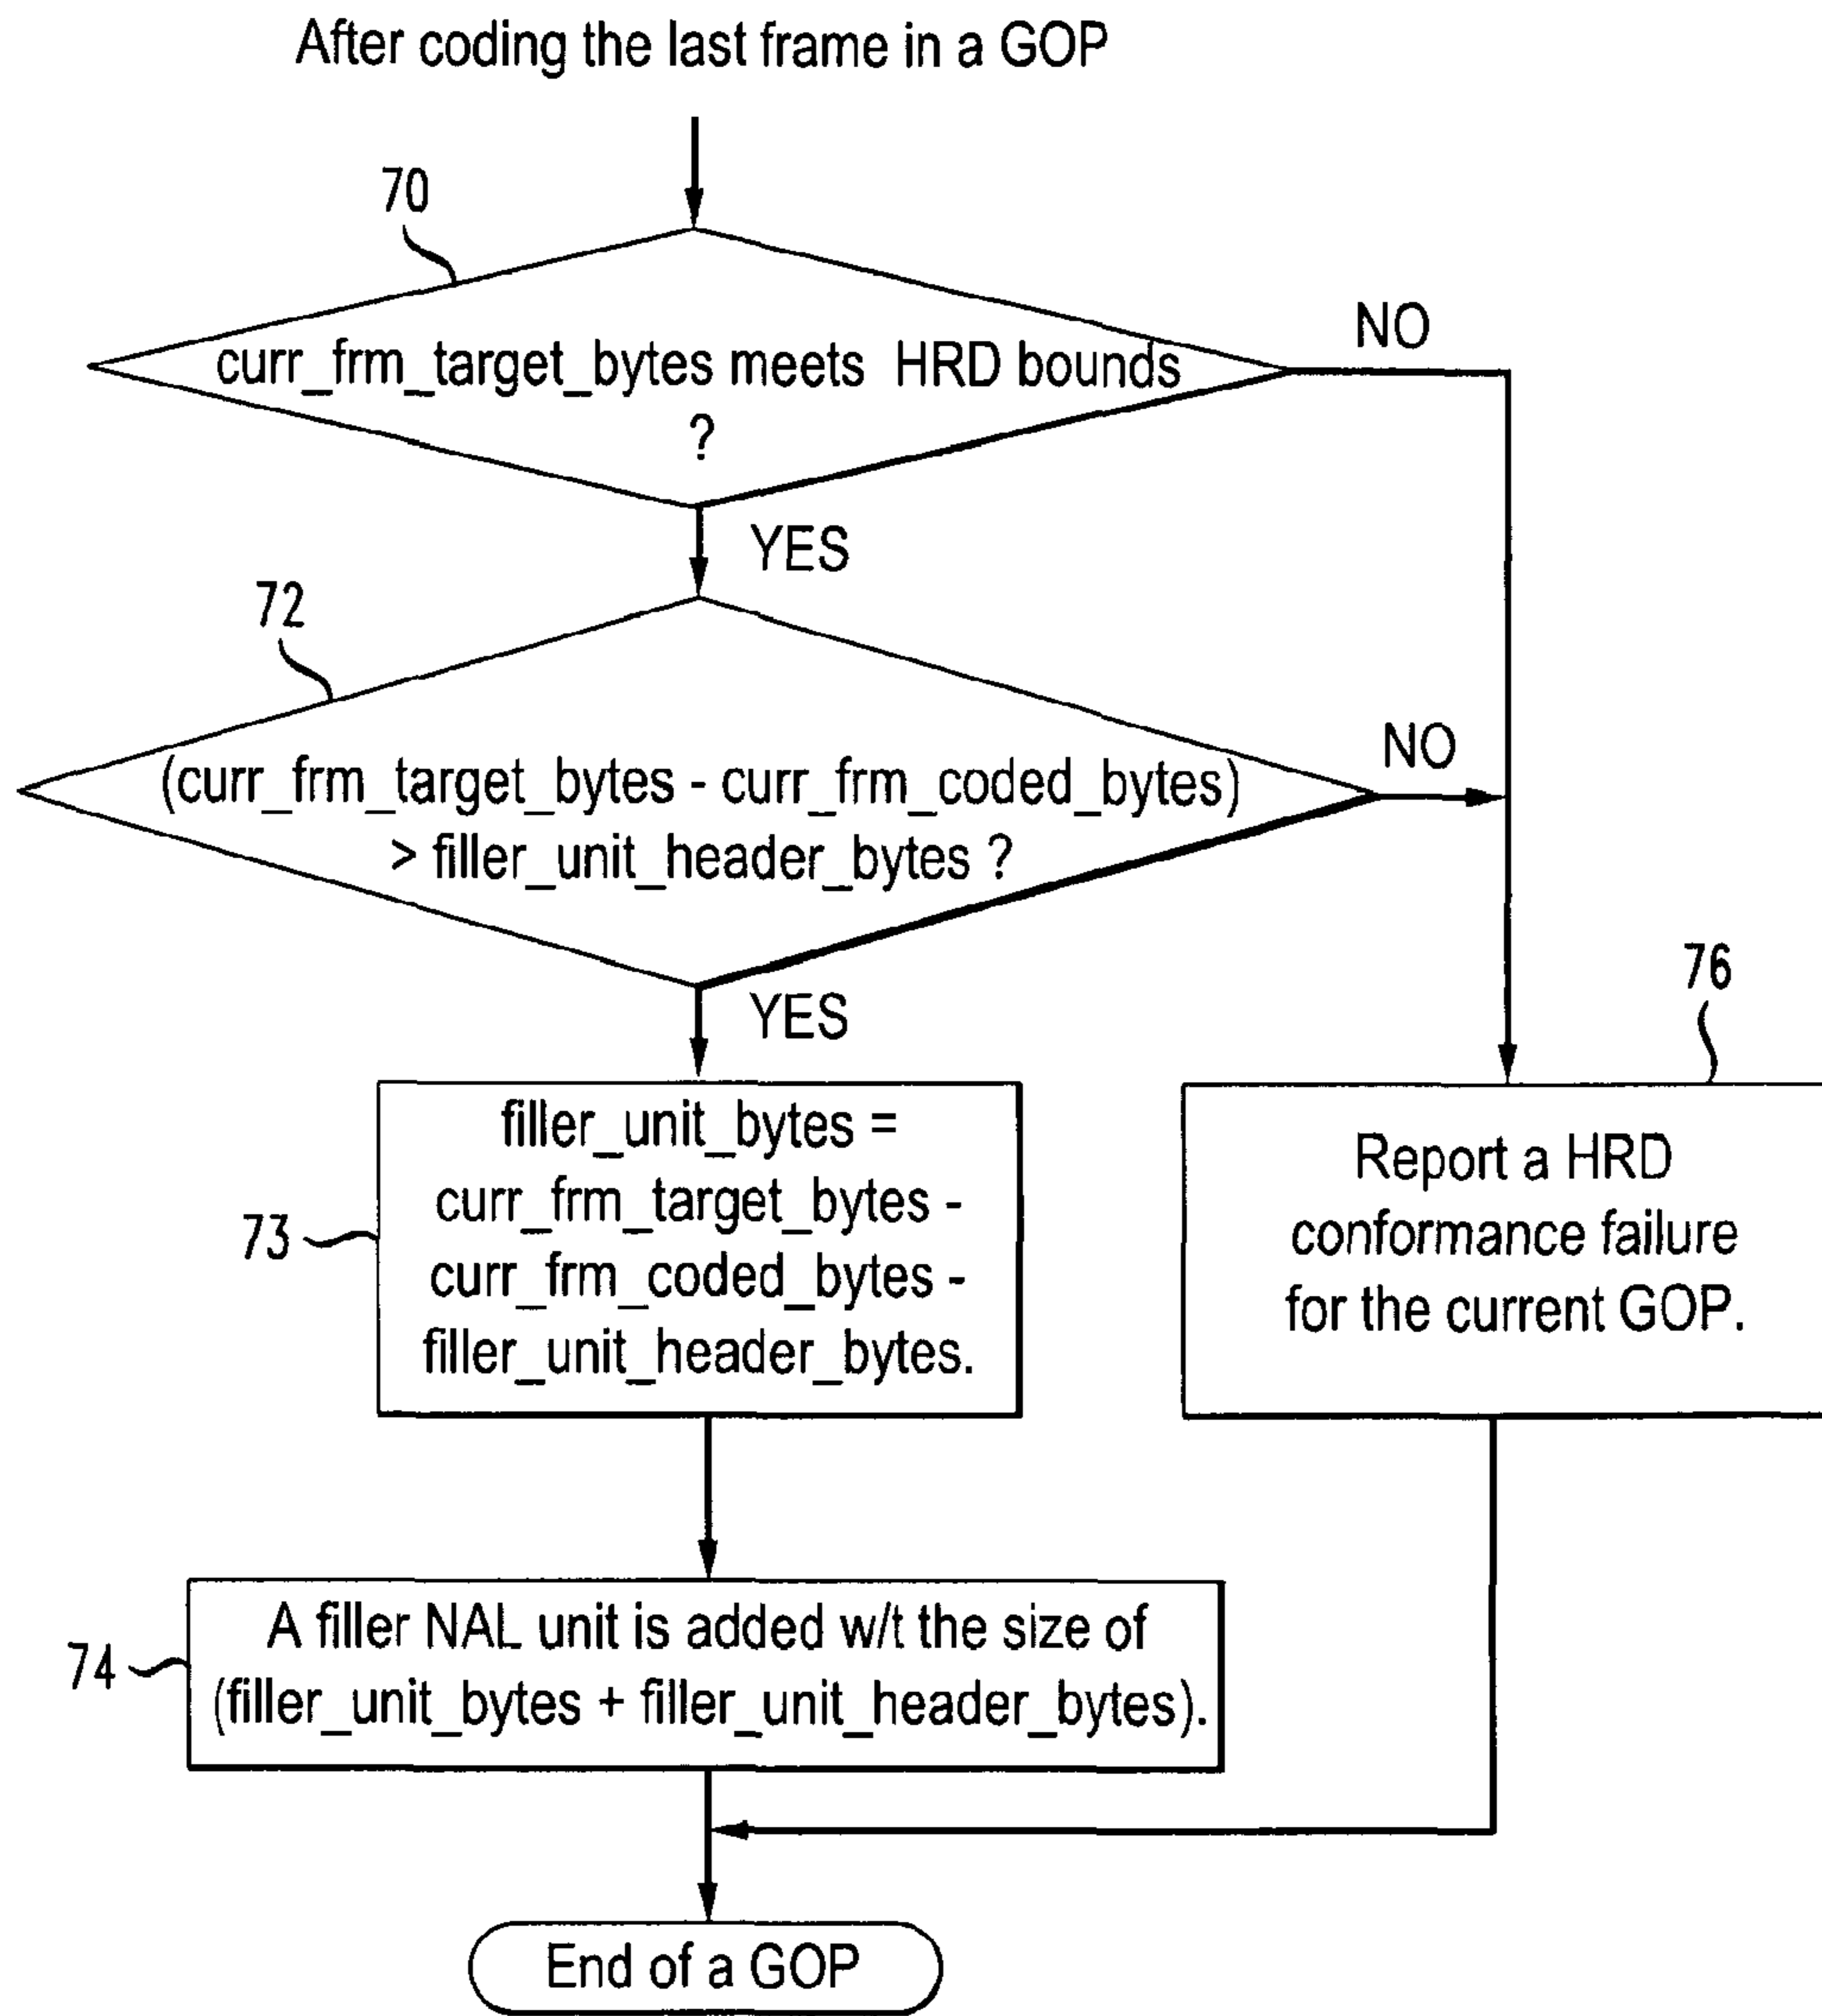 After coding the last frame in a GOP
70
NO
curr_frm_target_bytes meets HRD bounds
?
YES
72
NO
(curr_frm_target_bytes - curr_frm_coded_bytes)
> filler_unit_header_bytes ?
YES
76
73
filler_unit_bytes =
curr_frm_target_bytes -
curr_frm_coded_bytes -
filler_unit_header_bytes.
Report a HRD
conformance failure
for the current GOP.
74
A filler NAL unit is added w/t the size of
(filler_unit_bytes + filler_unit_header_bytes).
End of a GOP